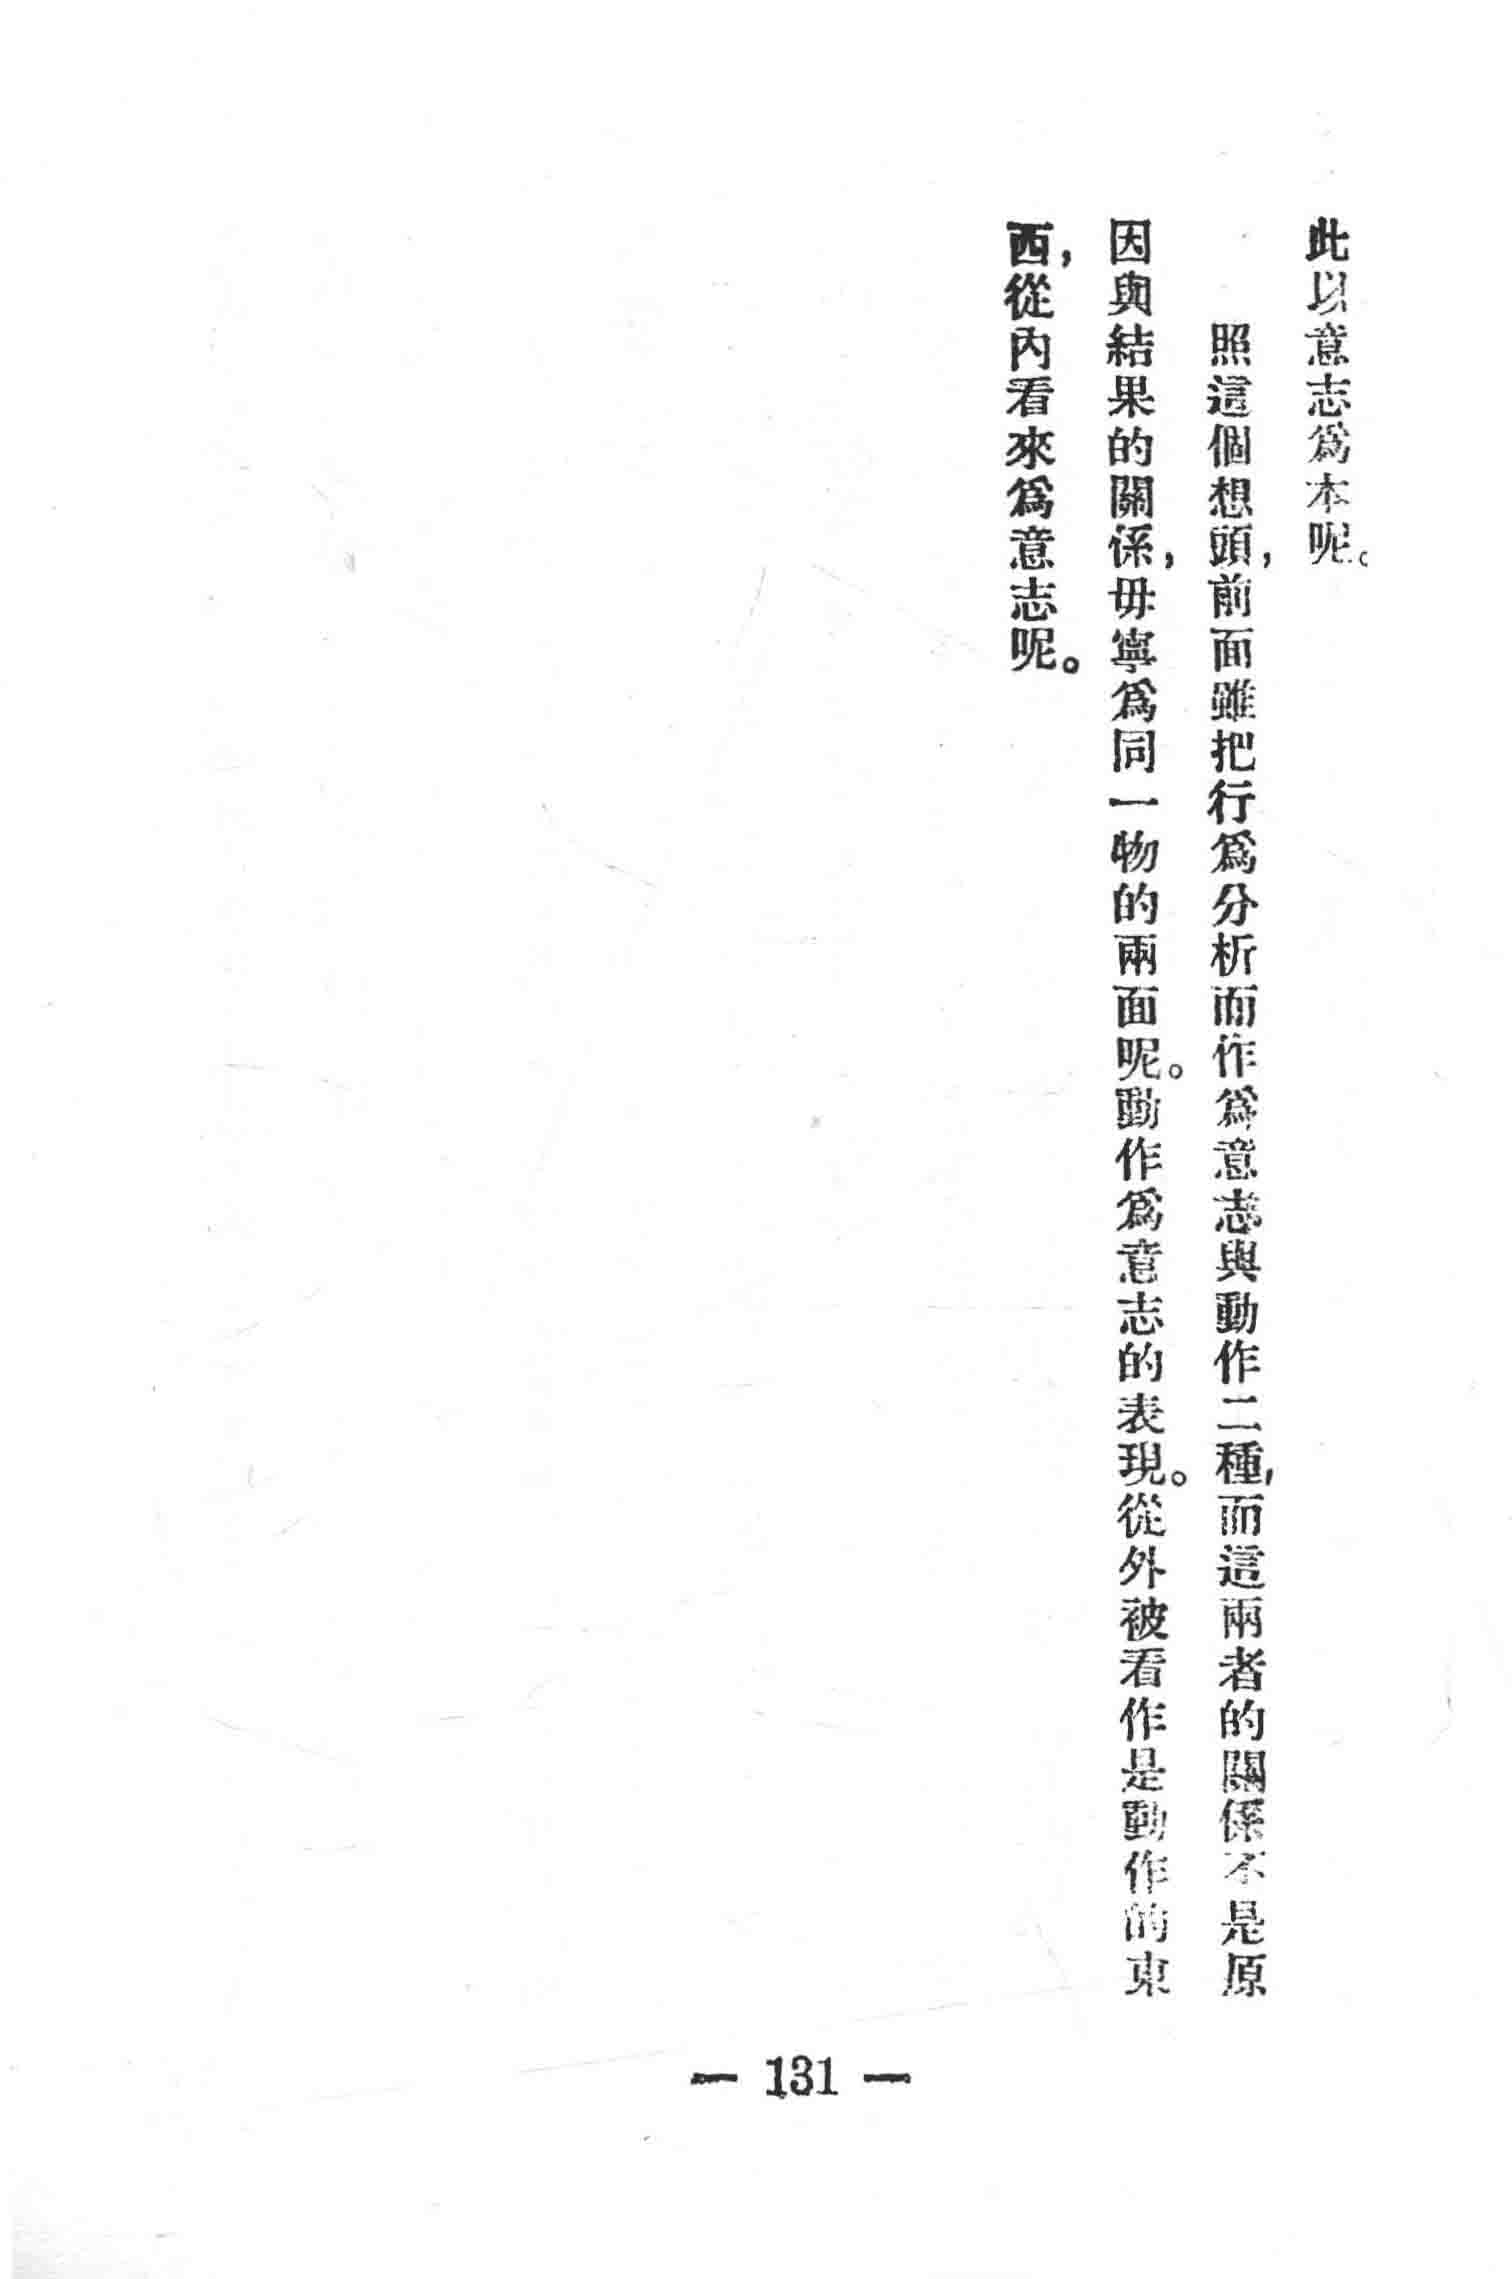 此以意志爲本呢。
照這個想頭，前面雖把行爲分析而作爲意志與動作二種，而這兩者的關係不是原
因與結果的關係，毋寧爲同一物的兩面呢。動作爲意志的表現。從外被看作是動作的東
西，從內看來爲意志呢。
— 131 —